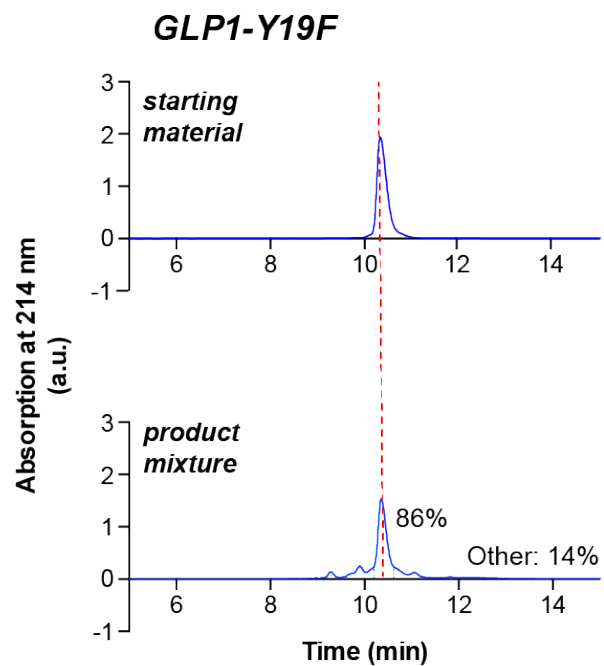 GLP1-Y19F
starting
material
3
2
1
0
-1
6
8
10
12
14
Absorption at 214 nm
(a.u.)
product
mixture
3
2
1
0
-1
86%
Other: 14%
6
8
10
12
14
Time (min)